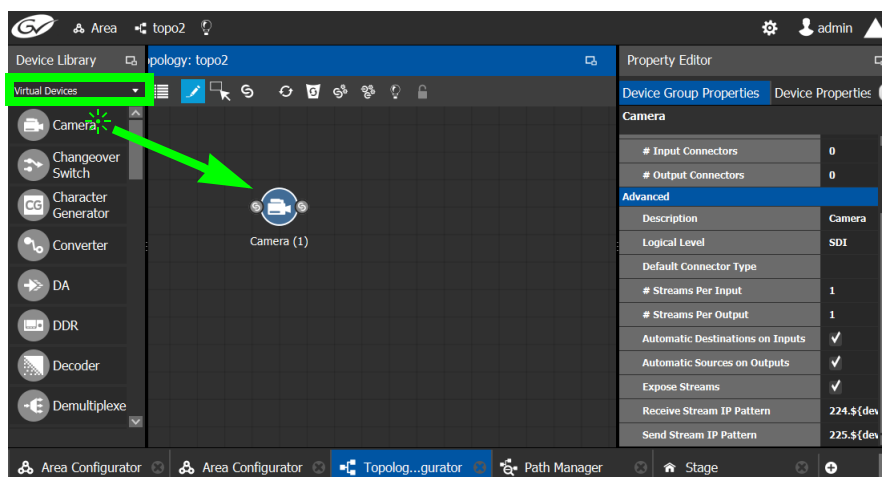 GV Area topo2 admin
Device Library pology: topo2 Property Editor
Virtual Devices Device Group Properties Device Properties
Camera
Camera
# Input Connectors 0
Changeover Switch
# Output Connectors 0
Advanced
Character Generator
CG
Description Camera
Camera (1)
Converter
Logical Level SDI
Default Connector Type
DA
# Streams Per Input 1
# Streams Per Output 1
DDR
Automatic Destinations on Inputs
Decoder
Automatic Sources on Outputs
Expose Streams
Demultiplexe
Receive Stream IP Pattern 224.${dev
Send Stream IP Pattern 225.${dev
Area Configurator Area Configurator Topolog...gurator Path Manager Stage